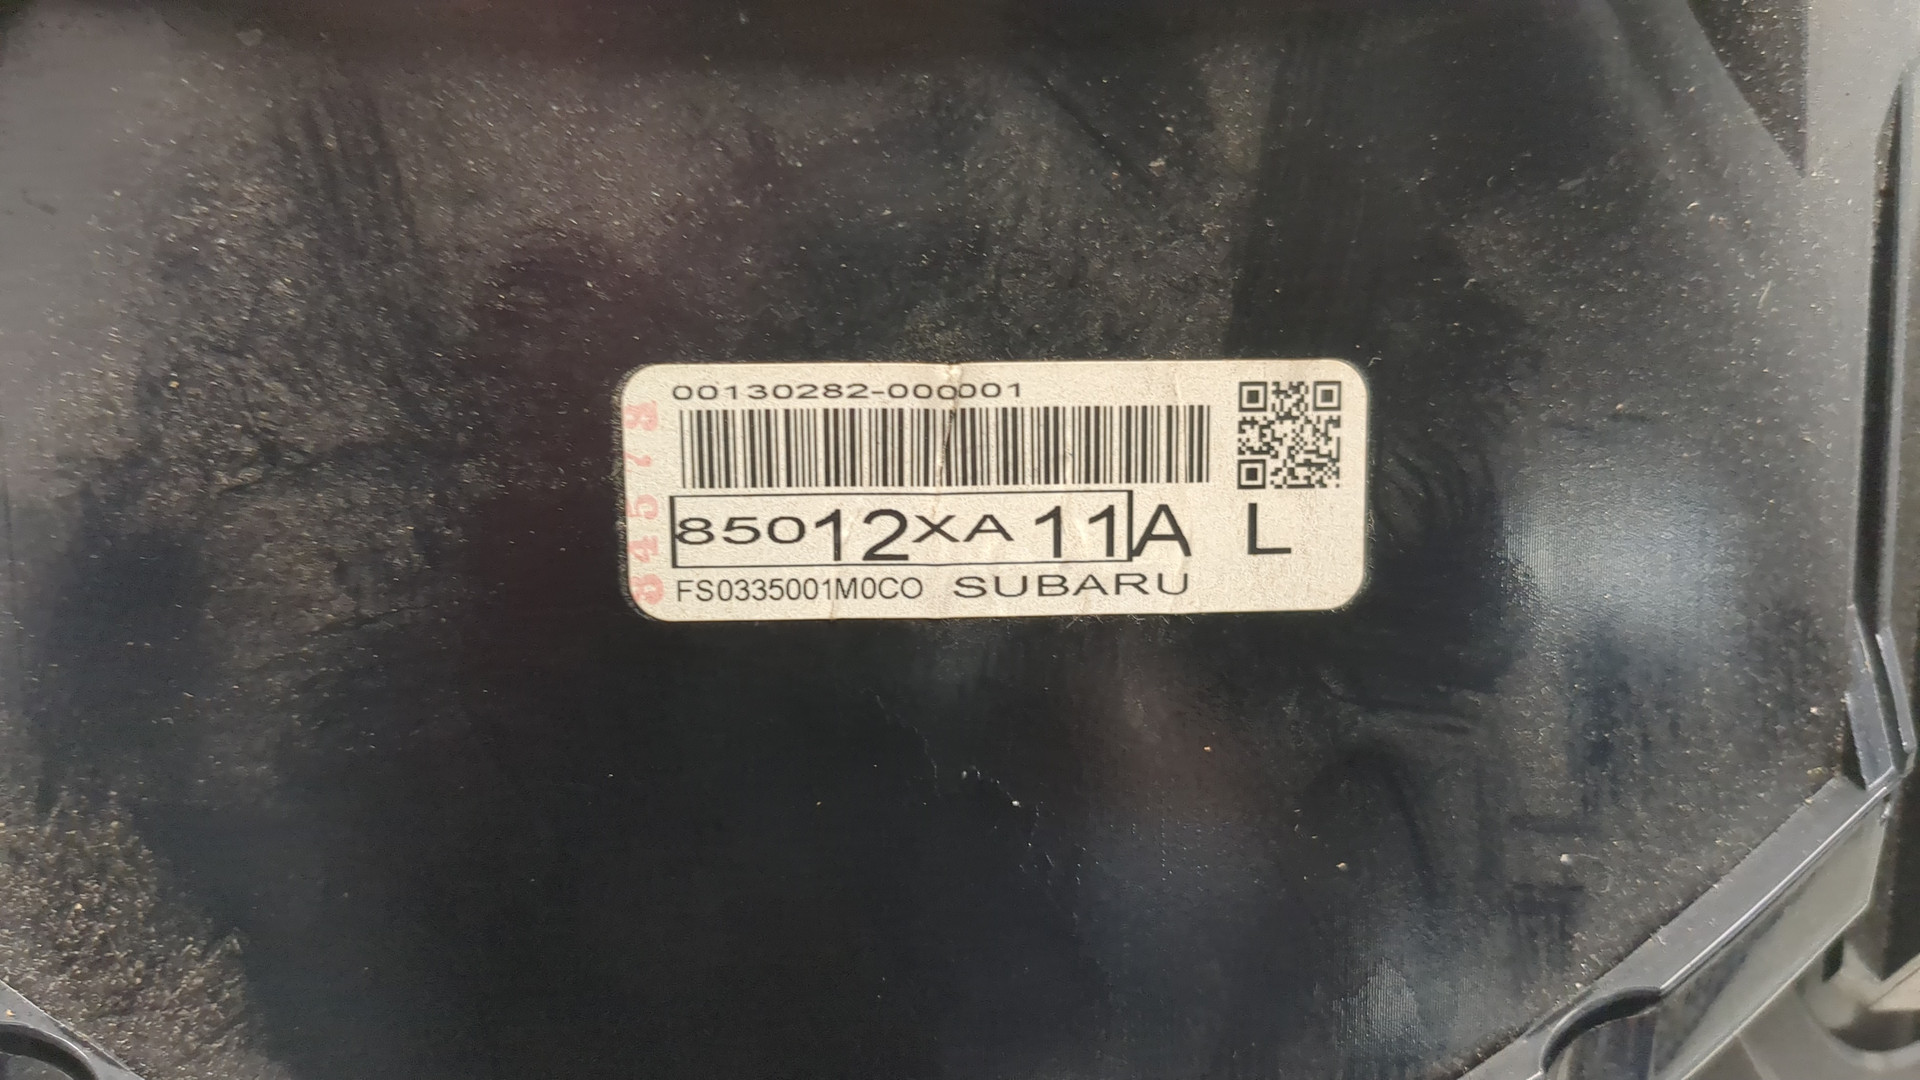 00130282-000001
85012XA11A L
FS0335001M0CO SUBARU